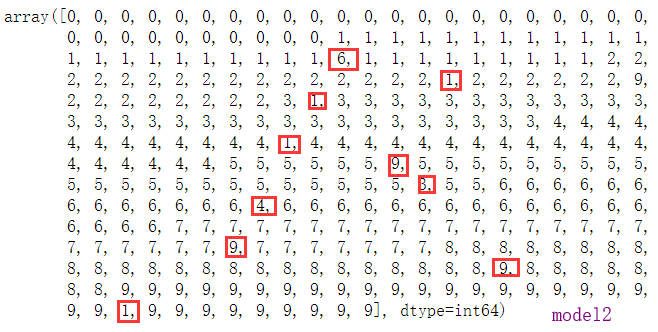 array([0, 0, 0, 0, 0, 0, 0, 0, 0, 0, 0, 0, 0, 0, 0, 0, 0, 0, 0, 0, 0, 0,
0, 0, 0, 0, 0, 0, 0, 0, 0, 0, 1, 1, 1, 1, 1, 1, 1, 1, 1, 1, 1, 1,
1, 1, 1, 1, 1, 1, 1, 1, 1, 1, 6, 1, 1, 1, 1, 1, 1, 1, 1, 1, 2, 2,
2, 2, 2, 2, 2, 2, 2, 2, 2, 2, 2, 2, 2, 2, 1, 2, 2, 2, 2, 2, 2, 9,
2, 2, 2, 2, 2, 2, 2, 2, 3, 1, 3, 3, 3, 3, 3, 3, 3, 3, 3, 3, 3, 3,
3, 3, 3, 3, 3, 3, 3, 3, 3, 3, 3, 3, 3, 3, 3, 3, 3, 3, 4, 4, 4, 4,
4, 4, 4, 4, 4, 4, 4, 4, 1, 4, 4, 4, 4, 4, 4, 4, 4, 4, 4, 4, 4, 4,
4, 4, 4, 4, 4, 4, 5, 5, 5, 5, 5, 5, 9, 5, 5, 5, 5, 5, 5, 5, 5, 5,
5, 5, 5, 5, 5, 5, 5, 5, 5, 5, 5, 5, 5, 3, 5, 5, 6, 6, 6, 6, 6, 6,
6, 6, 6, 6, 6, 6, 6, 4, 6, 6, 6, 6, 6, 6, 6, 6, 6, 6, 6, 6, 6, 6,
6, 6, 6, 6, 7, 7, 7, 7, 7, 7, 7, 7, 7, 7, 7, 7, 7, 7, 7, 7, 7, 7,
7, 7, 7, 7, 7, 7, 9, 7, 7, 7, 7, 7, 7, 7, 8, 8, 8, 8, 8, 8, 8, 8,
8, 8, 8, 8, 8, 8, 8, 8, 8, 8, 8, 8, 8, 8, 8, 8, 9, 8, 8, 8, 8, 8,
8, 8, 9, 9, 9, 9, 9, 9, 9, 9, 9, 9, 9, 9, 9, 9, 9, 9, 9, 9, 9, 9,
9, 9, 1, 9, 9, 9, 9, 9, 9, 9, 9, 9], dtype=int64)
model2